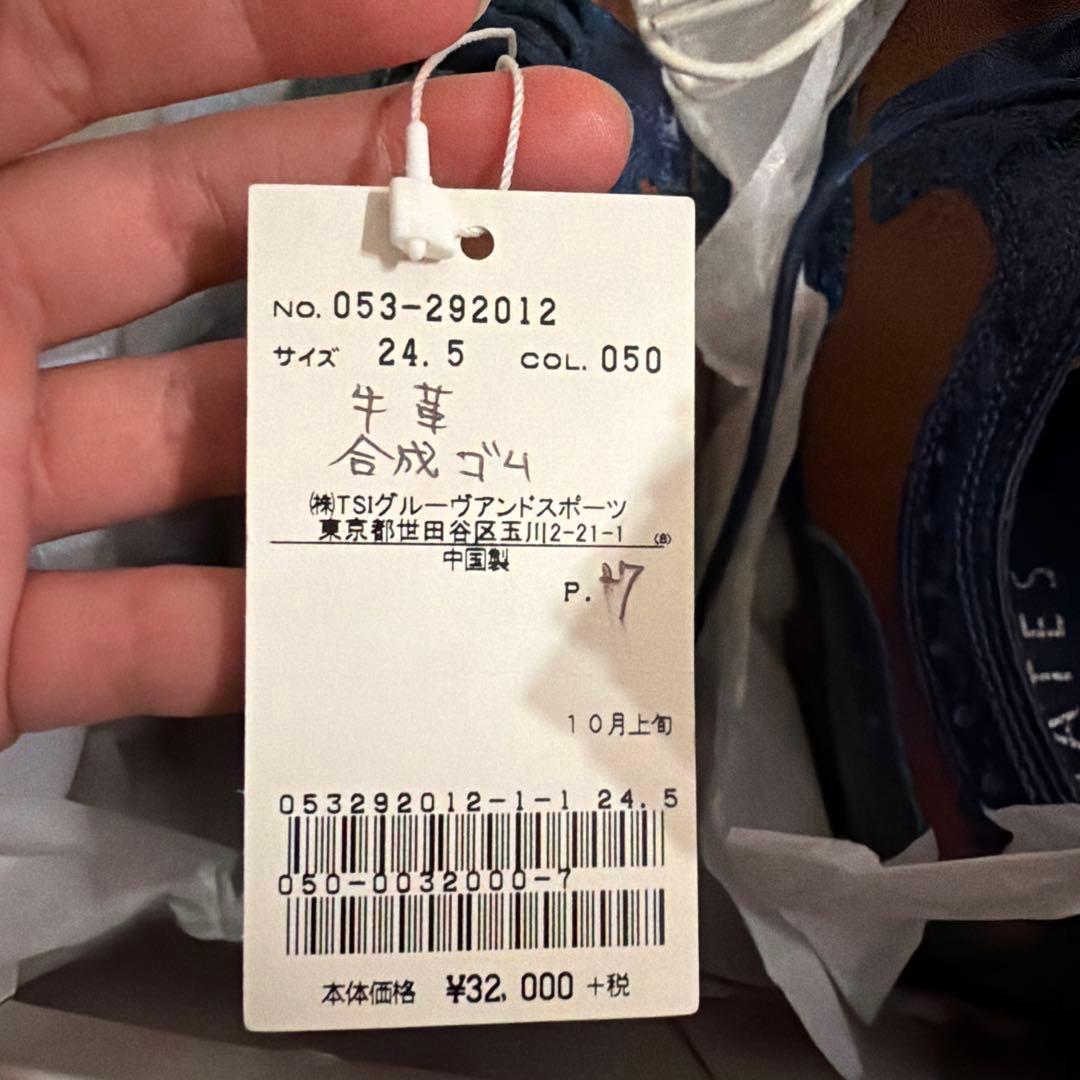 NO. 053-292012
サイズ 24.5 COL. 050
牛革
合成ゴム
㈱TSIグルーヴアンドスポーツ
東京都世田谷区玉川2-21-1 (8)
中国製
P.
10月上旬
053292012-1-1 24.5
050-0032000-7
本体価格 ¥32,000 +税
ATES